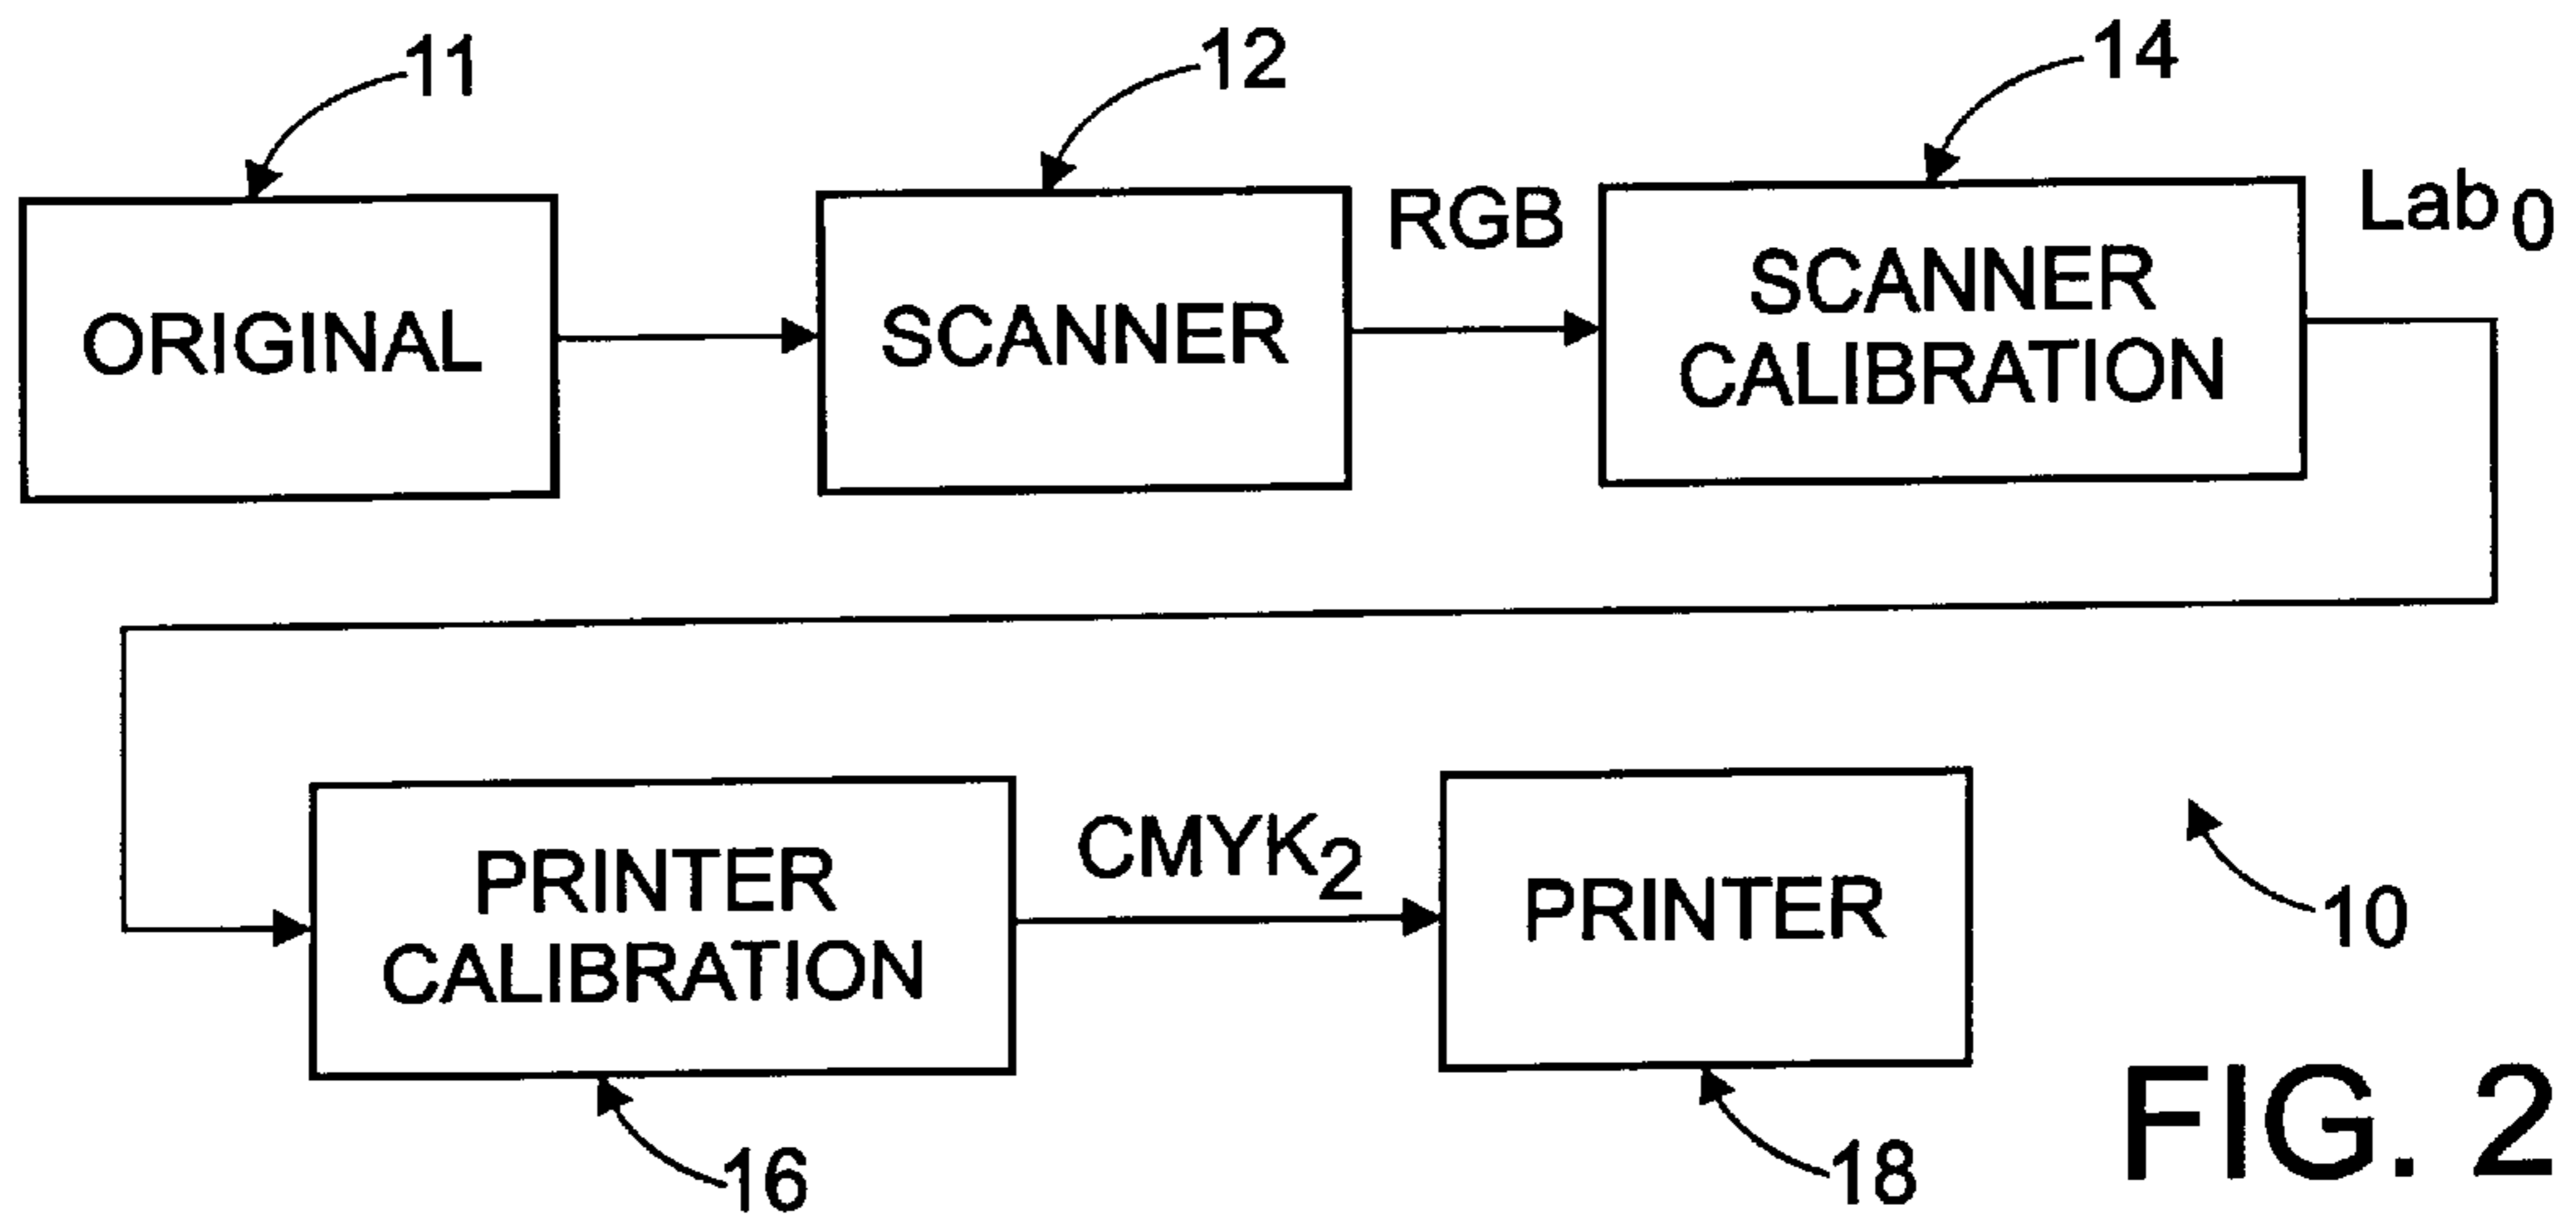 11
12
14
ORIGINAL
SCANNER
RGB
SCANNER
CALIBRATION
Lab0
PRINTER
CALIBRATION
CMYK2
PRINTER
10
16
18
FIG. 2